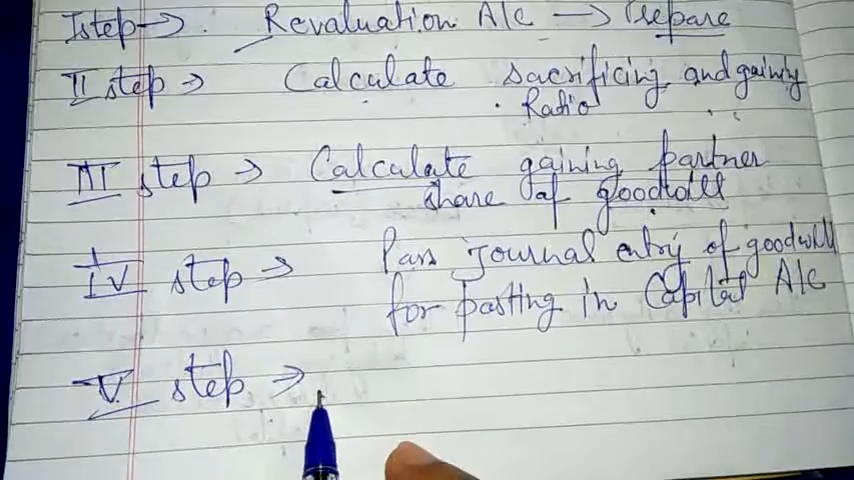 I step → Revaluation A/c → Prepare
II step → Calculate sacrificing and gaining
Ratio
III step → Calculate gaining partner
share of goodwill
IV step → Pass Journal entry of goodwill
for posting in Capital A/c
V step →